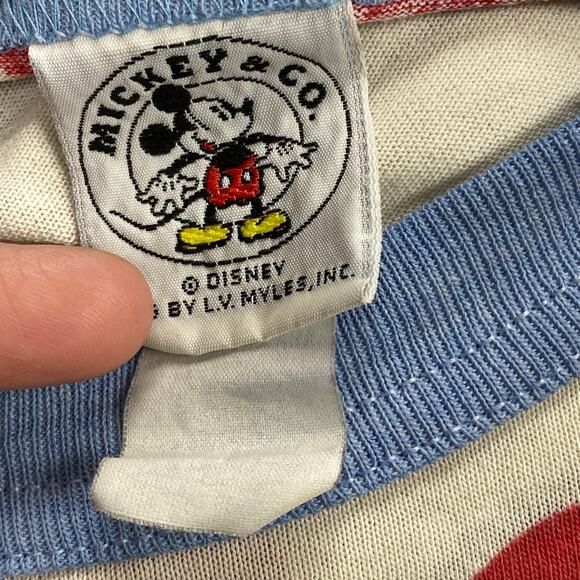 MICKEY & CO.
© DISNEY
BY L.V. MYLES, INC.